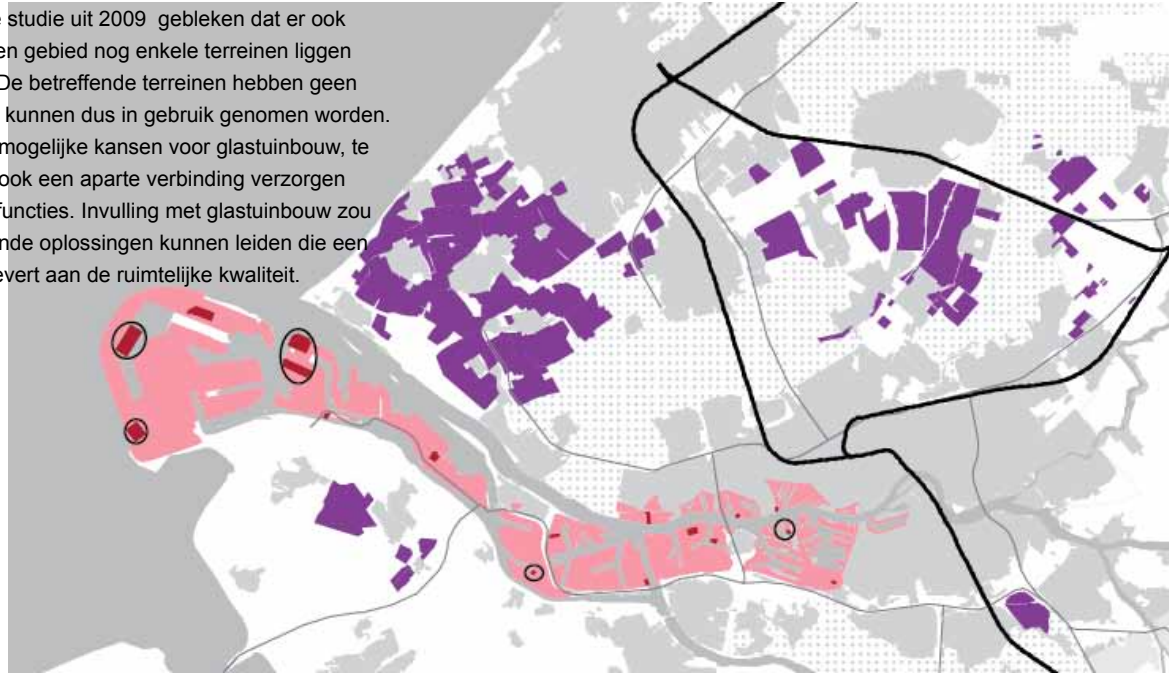 studie uit 2009 gebleken dat er ook
en gebied nog enkele terreinen liggen
De betreffende terreinen hebben geen
kunnen dus in gebruik genomen worden.
mogelijke kansen voor glastuinbouw, te
ook een aparte verbinding verzorgen
functies. Invulling met glastuinbouw zou
nde oplossingen kunnen leiden die een
evert aan de ruimtelijke kwaliteit.